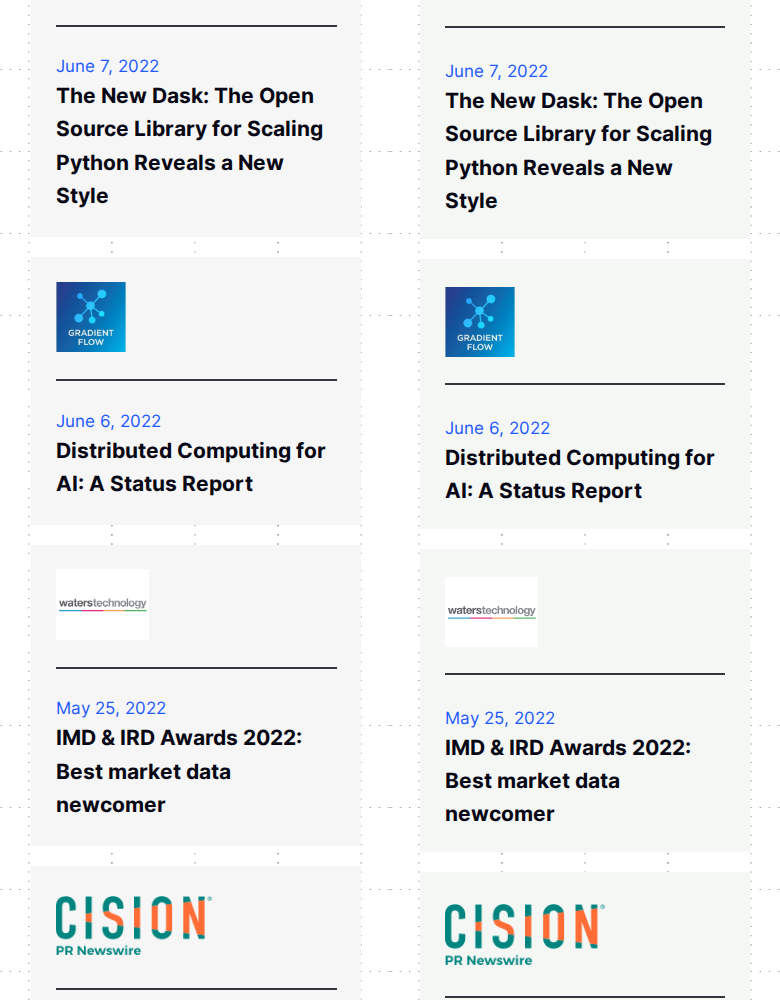 June 7, 2022
The New Dask: The Open
Source Library for Scaling
Python Reveals a New
Style
GRADIENT
FLOW
June 6, 2022
Distributed Computing for
AI: A Status Report
waterstechnology
May 25, 2022
IMD & IRD Awards 2022:
Best market data
newcomer
CISION®
PR Newswire
June 7, 2022
The New Dask: The Open
Source Library for Scaling
Python Reveals a New
Style
GRADIENT
FLOW
June 6, 2022
Distributed Computing for
AI: A Status Report
waterstechnology
May 25, 2022
IMD & IRD Awards 2022:
Best market data
newcomer
CISION®
PR Newswire